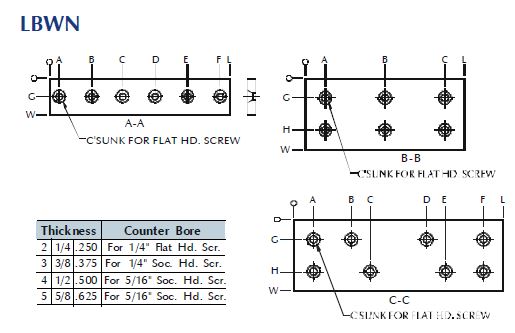 LBWN
O A B C D E F L
O
G
W
A-A
C'SUNK FOR FLAT HD. SCREW
O A B C L
O
G
H
W
B-B
C'SUNK FOR FLAT HD. SCREW
Thickness Counter Bore
2 1/4 .250 For 1/4" Flat Hd. Scr.
3 3/8 .375 For 1/4" Soc. Hd. Scr.
4 1/2 .500 For 5/16" Soc. Hd. Scr.
5 5/8 .625 For 5/16" Soc. Hd. Scr.
O A B C D E F L
O
G
H
W
C-C
C'SUNK FOR FLAT HD. SCREW